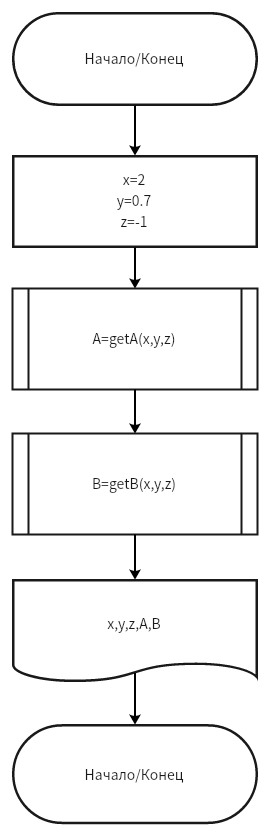 Начало/Конец
x=2
y=0.7
z=-1
A=getA(x,y,z)
B=getB(x,y,z)
x,y,z,A,B
Начало/Конец